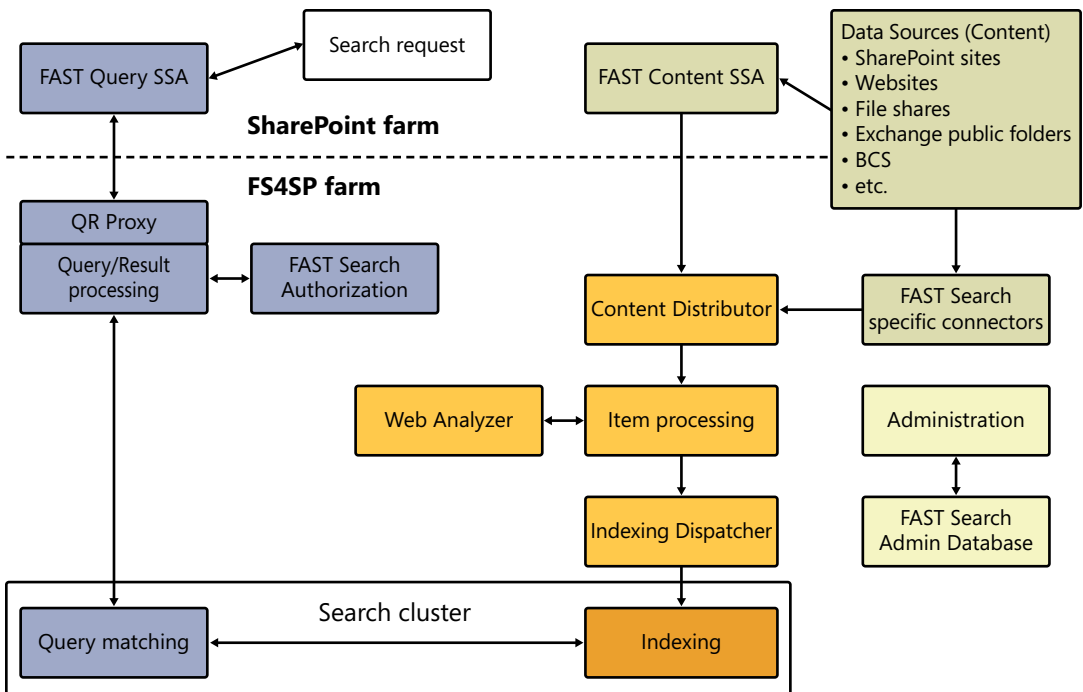 Search request
FAST Query SSA
FAST Content SSA
Data Sources (Content)
• SharePoint sites
• Websites
• File shares
• Exchange public folders
• BCS
• etc.
SharePoint farm
FS4SP farm
QR Proxy
Query/Result
processing
FAST Search
Authorization
Content Distributor
FAST Search
specific connectors
Web Analyzer
Item processing
Administration
Indexing Dispatcher
FAST Search
Admin Database
Search cluster
Query matching
Indexing